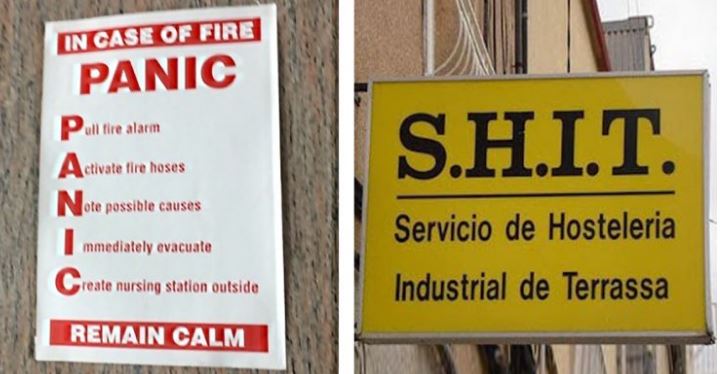 IN CASE OF FIRE
PANIC
Pull fire alarm
Activate fire hoses
Note possible causes
Immediately evacuate
Create nursing station outside
REMAIN CALM
S.H.I.T.
Servicio de Hosteleria
Industrial de Terrassa